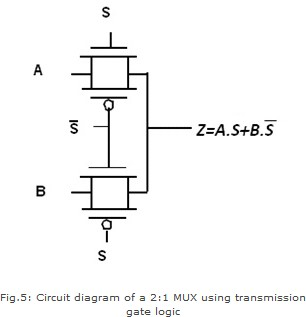 S
A
S̅
Z=A.S+B.S̅
B
S
Fig.5: Circuit diagram of a 2:1 MUX using transmission
gate logic